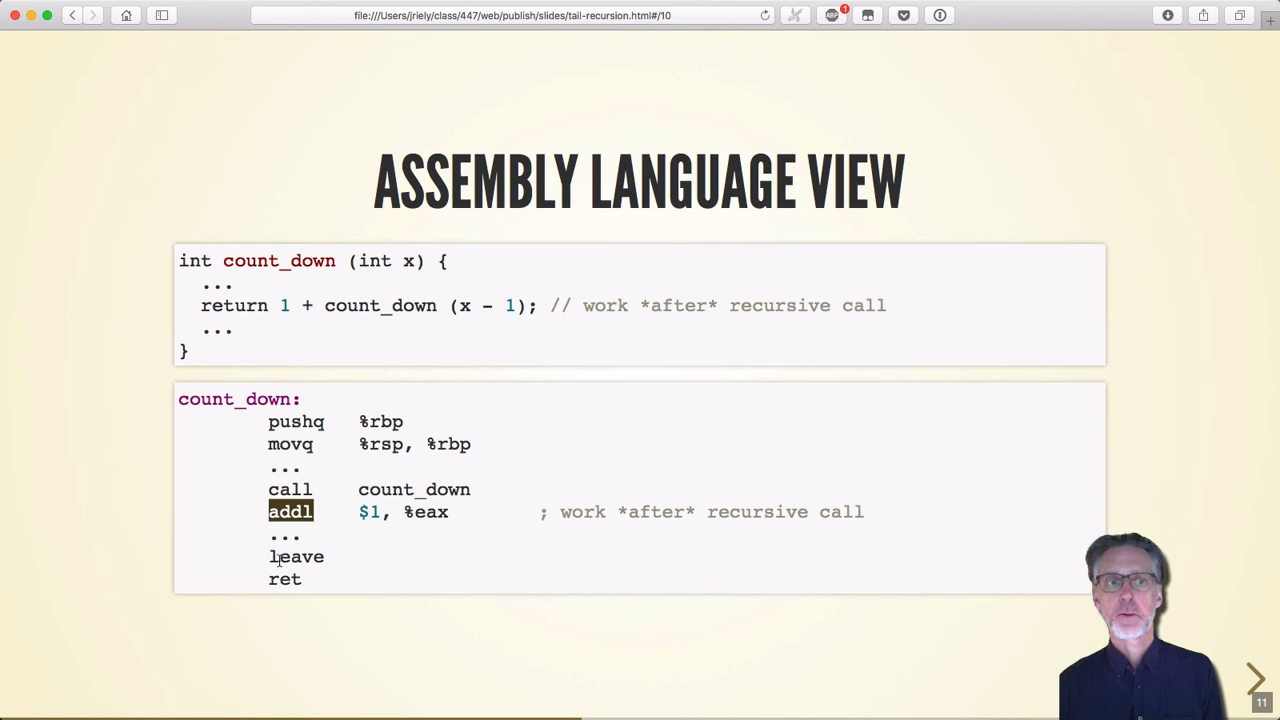 file:///Users/jriely/class/447/web/publish/slides/tail-recursion.html#/10
ABP
1
ASSEMBLY LANGUAGE VIEW
int count_down (int x) {
...
return 1 + count_down (x - 1); // work *after* recursive call
...
}
count_down:
pushq %rbp
movq %rsp, %rbp
...
call count_down
addl $1, %eax ; work *after* recursive call
...
leave
ret
11